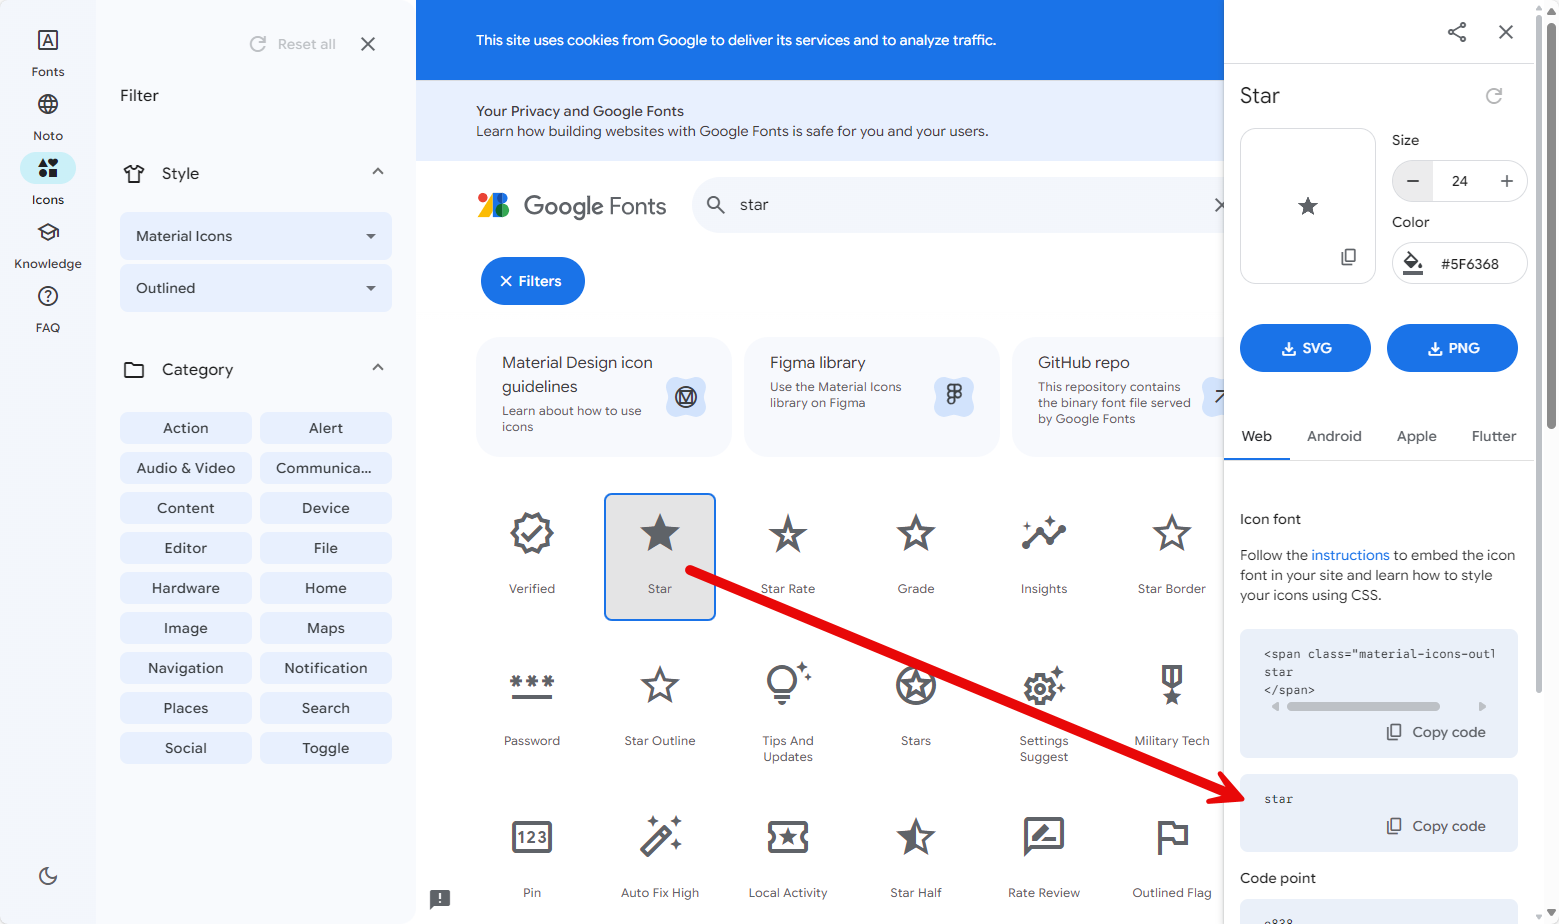 Fonts
Noto
Icons
Knowledge
FAQ
Reset all
Filter
Style
Material Icons
Outlined
Category
Action
Alert
Audio & Video
Communica...
Content
Device
Editor
File
Hardware
Home
Image
Maps
Navigation
Notification
Places
Search
Social
Toggle
This site uses cookies from Google to deliver its services and to analyze traffic.
Your Privacy and Google Fonts
Learn how building websites with Google Fonts is safe for you and your users.
Google Fonts
star
Filters
Material Design icon
guidelines
Learn about how to use
icons
Figma library
Use the Material Icons
library on Figma
GitHub repo
This repository contains
the binary font file served
by Google Fonts
Verified
Star
Star Rate
Grade
Insights
Star Border
Password
Star Outline
Tips And
Updates
Stars
Settings
Suggest
Military Tech
123
Pin
Auto Fix High
Local Activity
Star Half
Rate Review
Outlined Flag
Star
Size
24
Color
#5F6368
SVG
PNG
Web
Android
Apple
Flutter
Icon font
Follow the instructions to embed the icon
font in your site and learn how to style
your icons using CSS.
<span class="material-icons-outl
star
</span>
Copy code
star
Copy code
Code point